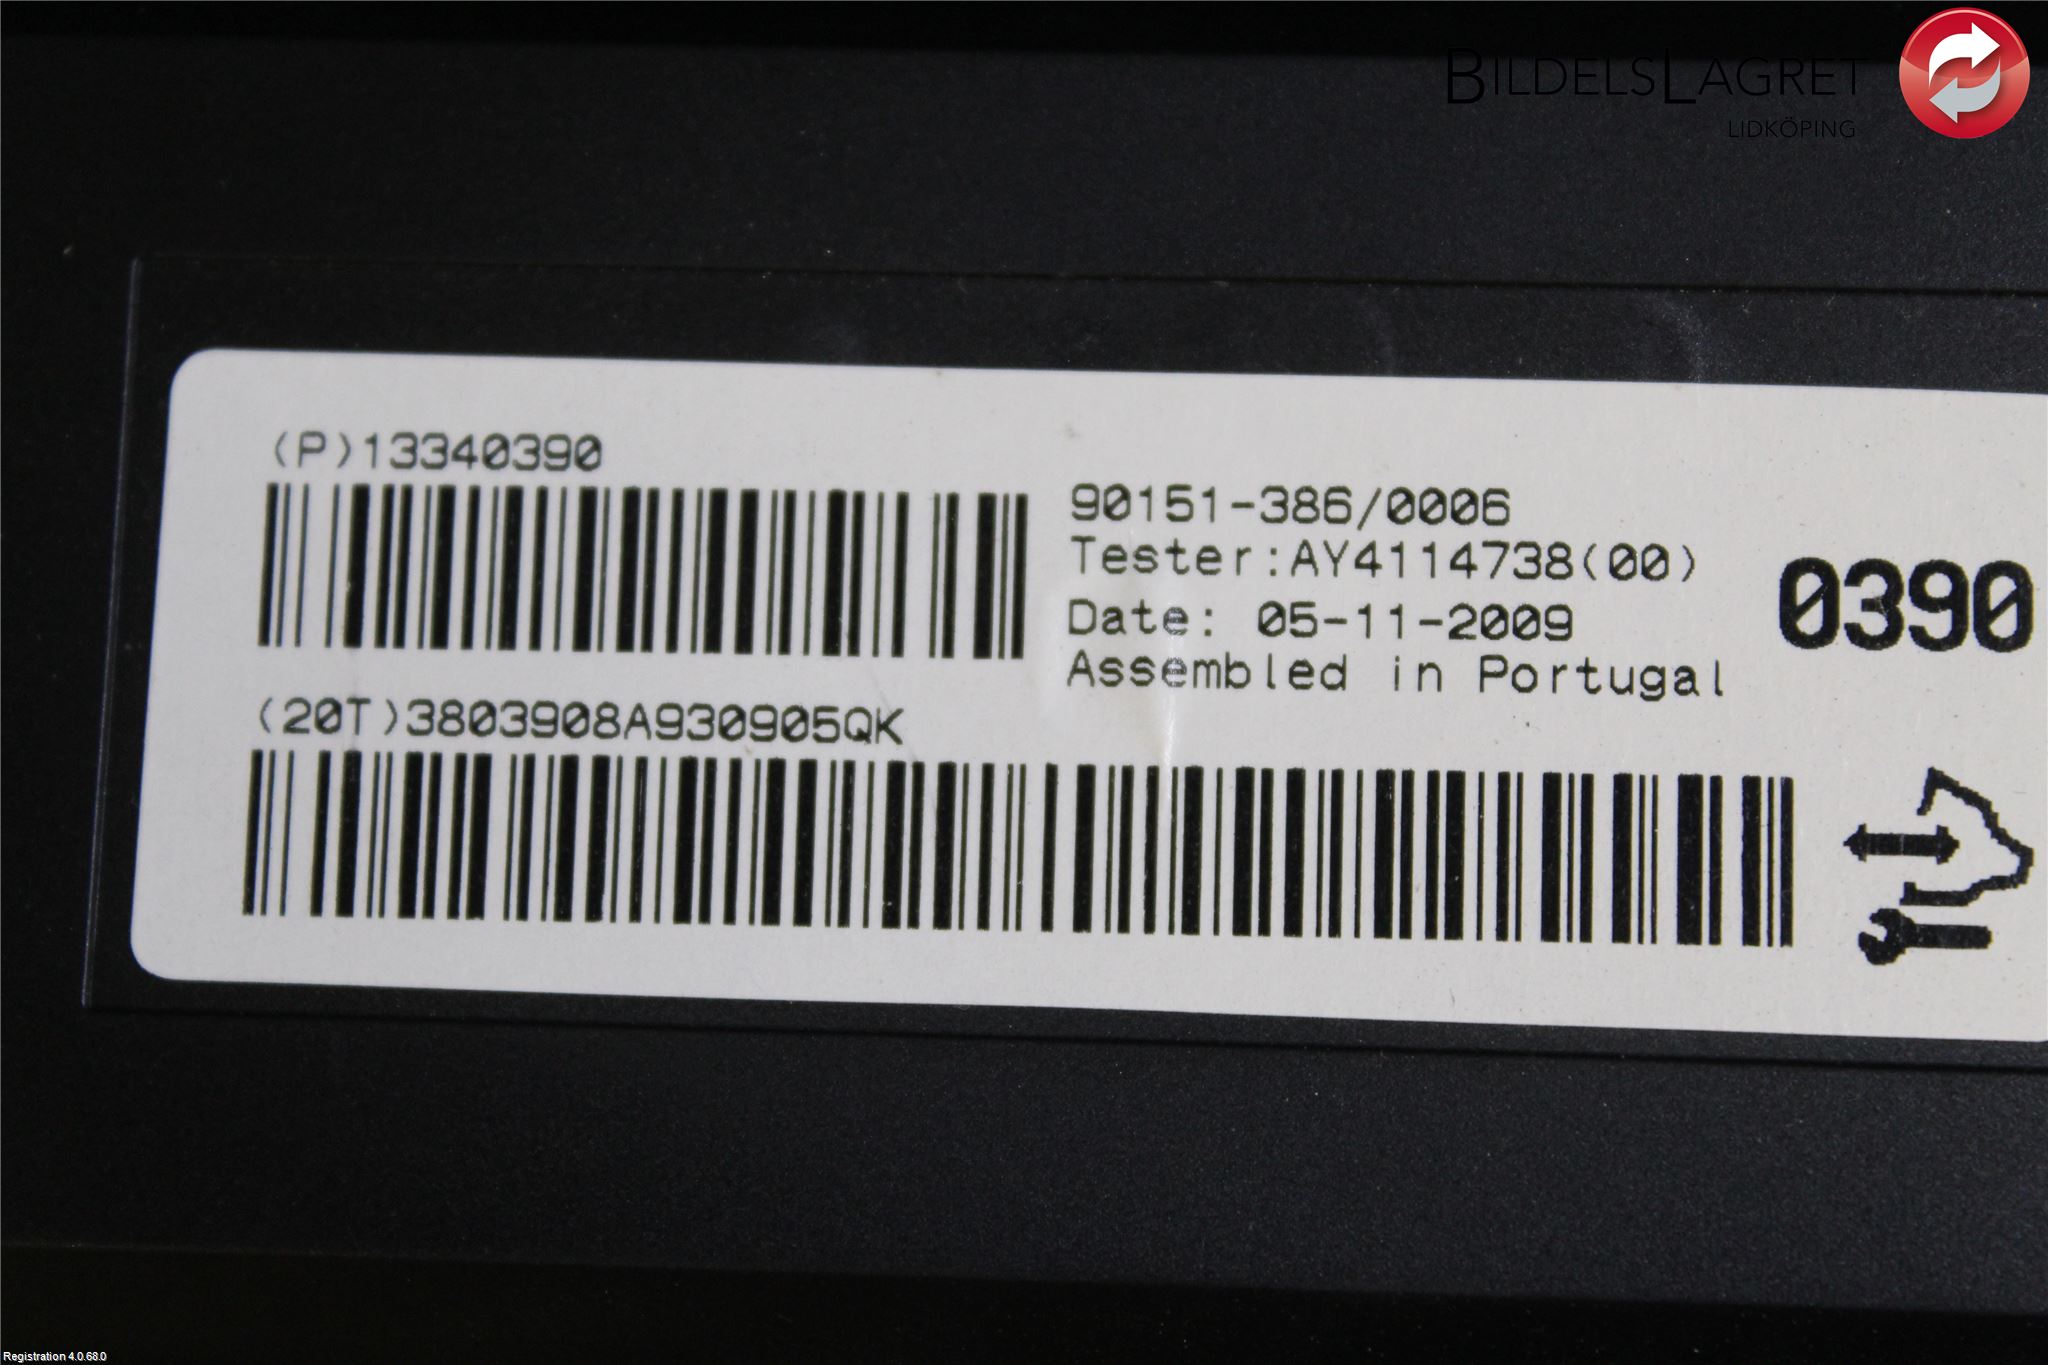 BILDELSLAGRET
LIDKÖPING
(P)13340390
90151-386/0006
Tester:AY4114738(00)
Date: 05-11-2009
Assembled in Portugal
0390
(20T)3803908A930905QK
Registration 4.0.68.0